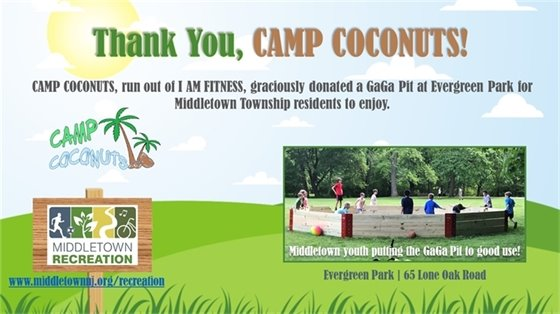 Thank You, CAMP COCONUTS!
CAMP COCONUTS, run out of I AM FITNESS, graciously donated a GaGa Pit at Evergreen Park for
Middletown Township residents to enjoy.
CAMP
COCONUTS
MIDDLETOWN
RECREATION
www.middletownnj.org/recreation
Middletown youth putting the GaGa Pit to good use!
Evergreen Park | 65 Lone Oak Road